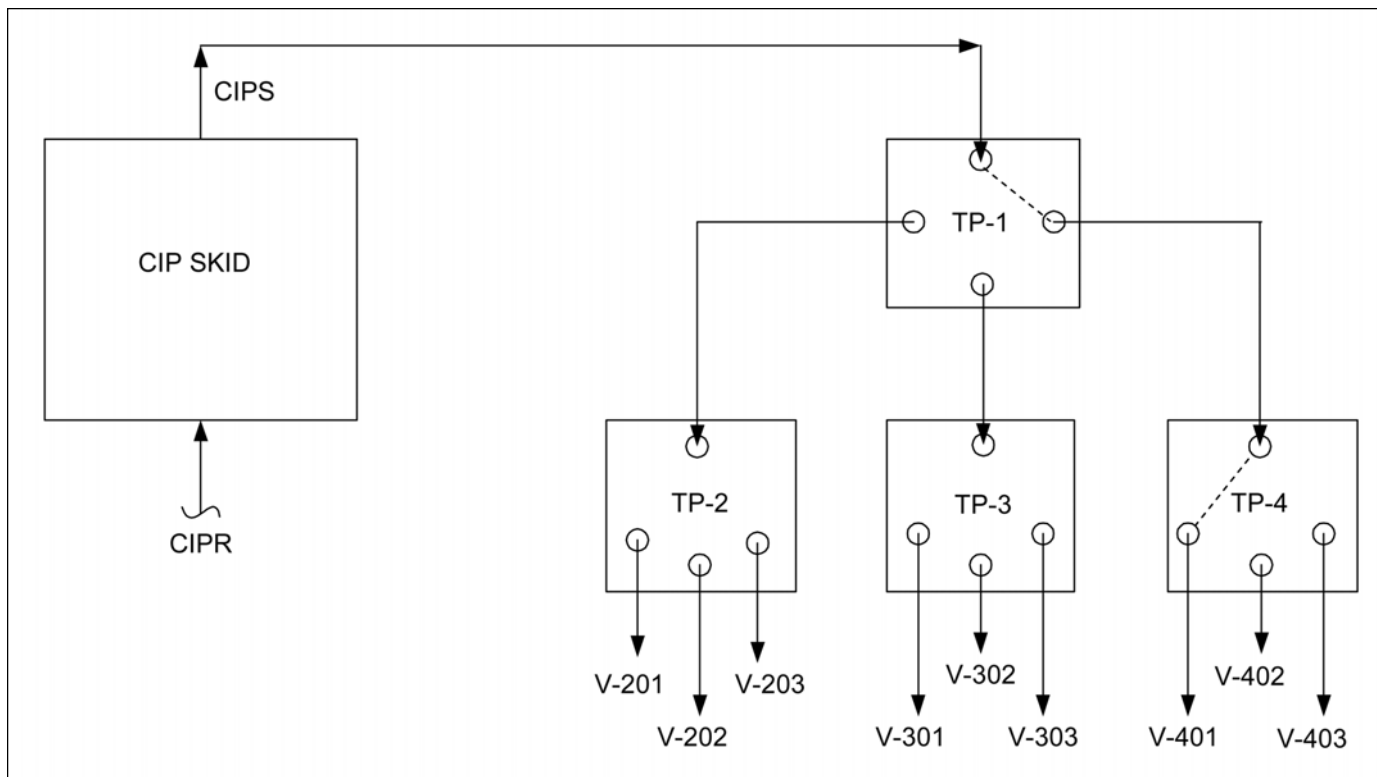 CIPS
CIP SKID
TP-1
CIPR
TP-2
TP-3
TP-4
V-201
V-203
V-202
V-302
V-301
V-303
V-402
V-401
V-403